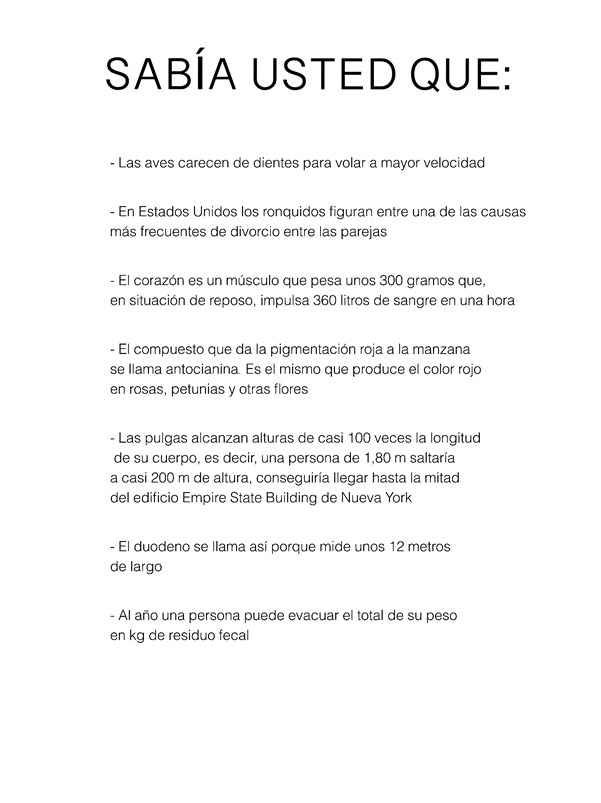 SABÍA USTED QUE:
- Las aves carecen de dientes para volar a mayor velocidad
- En Estados Unidos los ronquidos figuran entre una de las causas
más frecuentes de divorcio entre las parejas
- El corazón es un músculo que pesa unos 300 gramos que,
en situación de reposo, impulsa 360 litros de sangre en una hora
- El compuesto que da la pigmentación roja a la manzana
se llama antocianina. Es el mismo que produce el color rojo
en rosas, petunias y otras flores
- Las pulgas alcanzan alturas de casi 100 veces la longitud
de su cuerpo, es decir, una persona de 1,80 m saltaría
a casi 200 m de altura, conseguiría llegar hasta la mitad
del edificio Empire State Building de Nueva York
- El duodeno se llama así porque mide unos 12 metros
de largo
- Al año una persona puede evacuar el total de su peso
en kg de residuo fecal